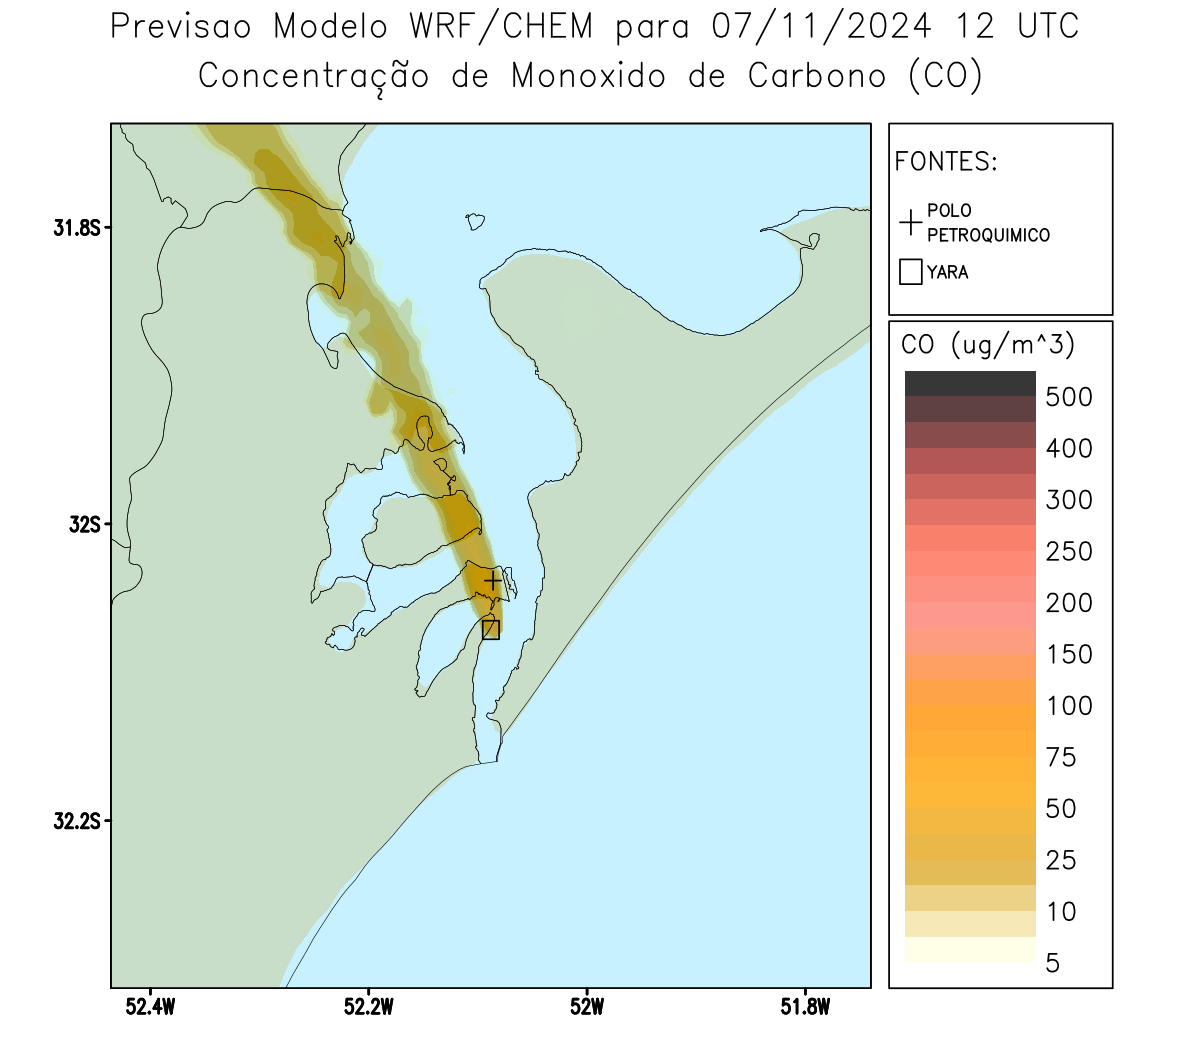 Previsao Modelo WRF/CHEM para 07/11/2024 12 UTC
Concentração de Monoxido de Carbono (CO)
FONTES:
POLO
PETROQUIMICO
YARA
CO (ug/m^3)
500
400
300
250
200
150
100
75
50
25
10
5
31.8S
32S
32.2S
52.4W
52.2W
52W
51.8W